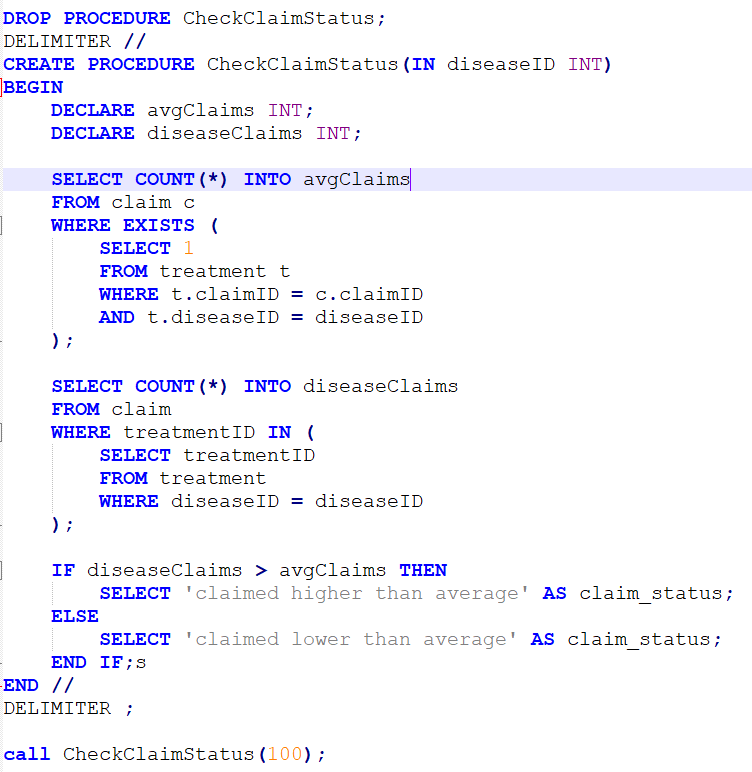 DROP PROCEDURE CheckClaimStatus;
DELIMITER //
CREATE PROCEDURE CheckClaimStatus(IN diseaseID INT)
BEGIN
    DECLARE avgClaims INT;
    DECLARE diseaseClaims INT;

    SELECT COUNT(*) INTO avgClaims
    FROM claim c
    WHERE EXISTS (
        SELECT 1
        FROM treatment t
        WHERE t.claimID = c.claimID
        AND t.diseaseID = diseaseID
    );

    SELECT COUNT(*) INTO diseaseClaims
    FROM claim
    WHERE treatmentID IN (
        SELECT treatmentID
        FROM treatment
        WHERE diseaseID = diseaseID
    );

    IF diseaseClaims > avgClaims THEN
        SELECT 'claimed higher than average' AS claim_status;
    ELSE
        SELECT 'claimed lower than average' AS claim_status;
    END IF;s
END //
DELIMITER ;

call CheckClaimStatus(100);